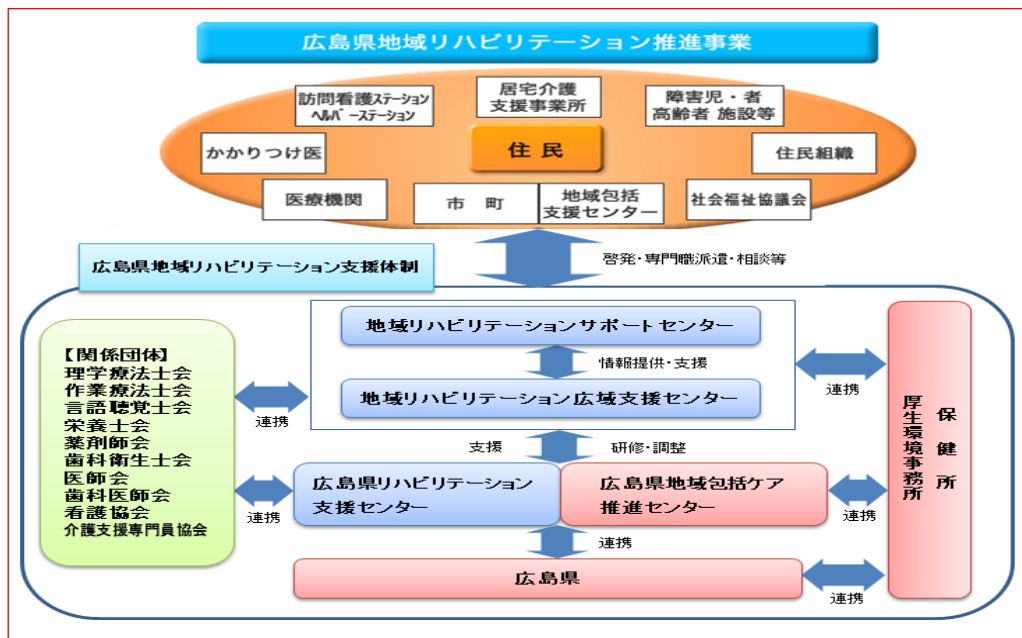 広島県地域リハビリテーション推進事業
訪問看護ステーション
ヘルパーステーション
居宅介護
支援事業所
障害児・者
高齢者 施設等
かかりつけ医
住民
住民組織
医療機関
市 町
地域包括
支援センター
社会福祉協議会
広島県地域リハビリテーション支援体制
啓発・専門職派遣・相談等
地域リハビリテーションサポートセンター
情報提供・支援
地域リハビリテーション広域支援センター
【関係団体】
理学療法士会
作業療法士会
言語聴覚士会
栄養士会
薬剤師会
歯科衛生士会
医師会
歯科医師会
看護協会
介護支援専門員協会
連携
連携
支援
研修・調整
広島県リハビリテーション
支援センター
広島県地域包括ケア
推進センター
連携
連携
連携
広島県
連携
保健所
厚生環境事務所